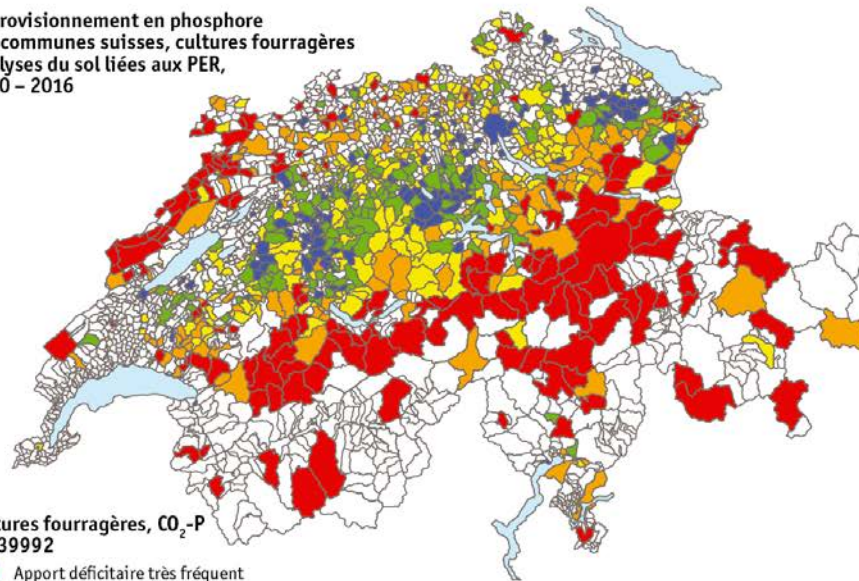 rovisionnement en phosphore
communes suisses, cultures fourragères
lyses du sol liées aux PER,
0 – 2016
tures fourragères, CO₂-P
39992
Apport déficitaire très fréquent